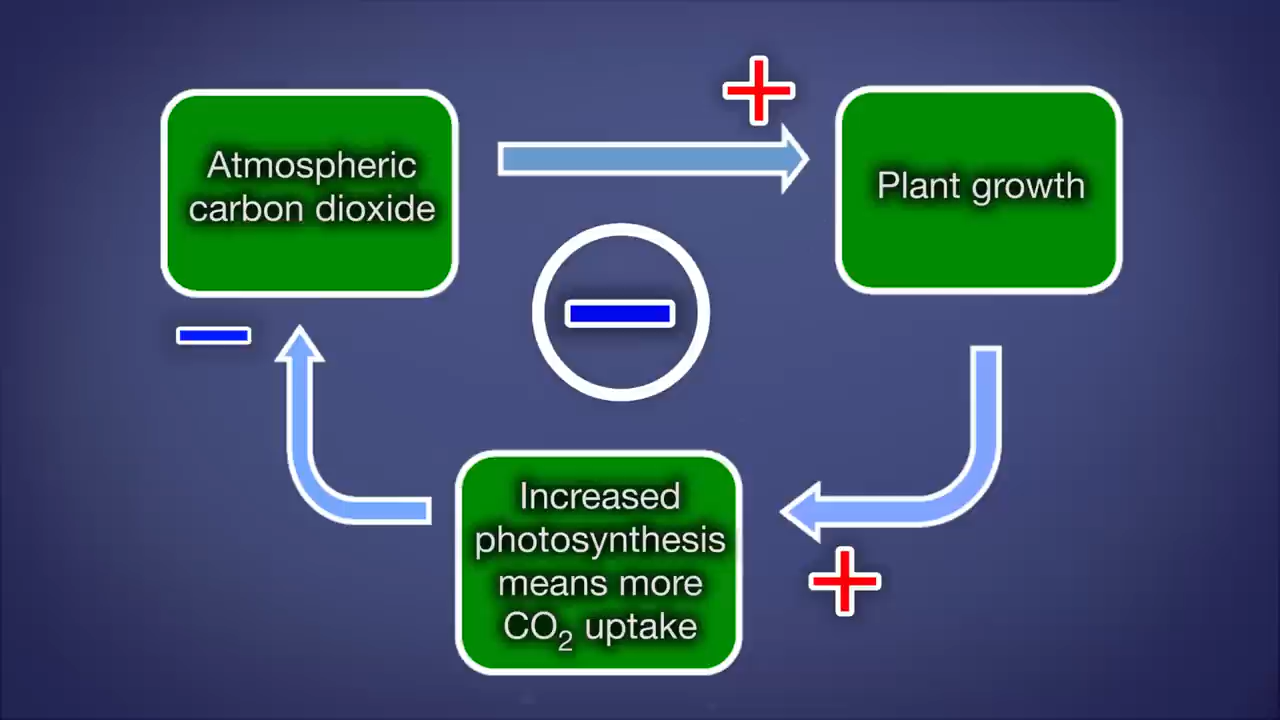 Atmospheric
carbon dioxide
Plant growth
Increased
photosynthesis
means more
CO₂ uptake